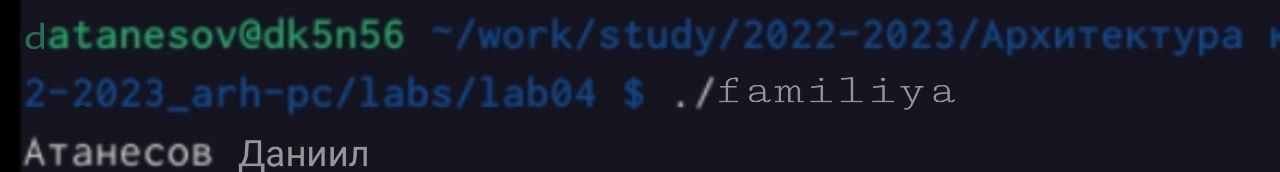 datanesov@dk5n56 ~/work/study/2022-2023/Архитектура к
2-2023_arh-pc/labs/lab04 $ ./familiya
Атанесов Даниил